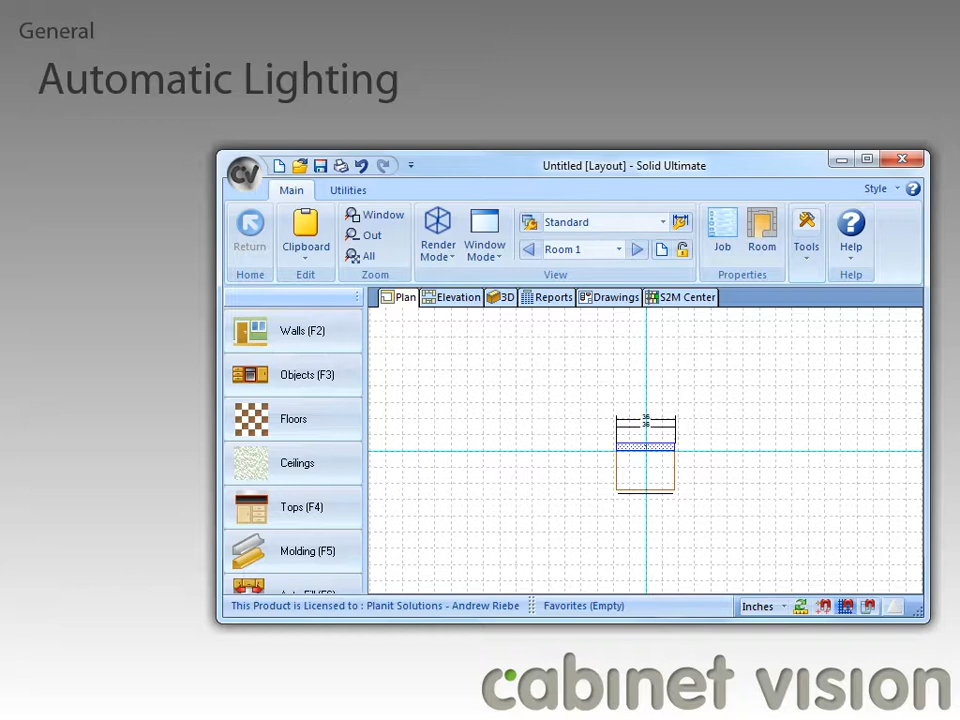 General
Automatic Lighting
CV
Untitled [Layout] - Solid Ultimate
Main
Utilities
Style
Return
Clipboard
Window
Out
All
Render Mode
Window Mode
Standard
Room 1
Job
Room
Tools
Help
Home
Edit
Zoom
View
Properties
Help
Plan
Elevation
3D
Reports
Drawings
S2M Center
Walls (F2)
Objects (F3)
Floors
Ceilings
Tops (F4)
Molding (F5)
36
36
This Product is Licensed to : Planit Solutions - Andrew Riebe
Favorites (Empty)
Inches
cabinet vision